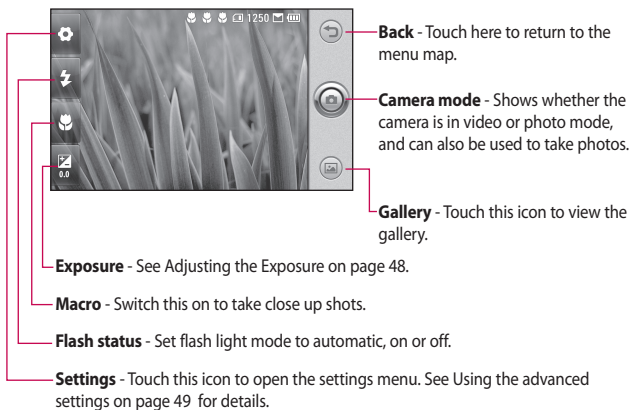 1250
0.0
Back - Touch here to return to the
menu map.
Camera mode - Shows whether the
camera is in video or photo mode,
and can also be used to take photos.
Gallery - Touch this icon to view the
gallery.
Exposure - See Adjusting the Exposure on page 48.
Macro - Switch this on to take close up shots.
Flash status - Set flash light mode to automatic, on or off.
Settings - Touch this icon to open the settings menu. See Using the advanced
settings on page 49 for details.